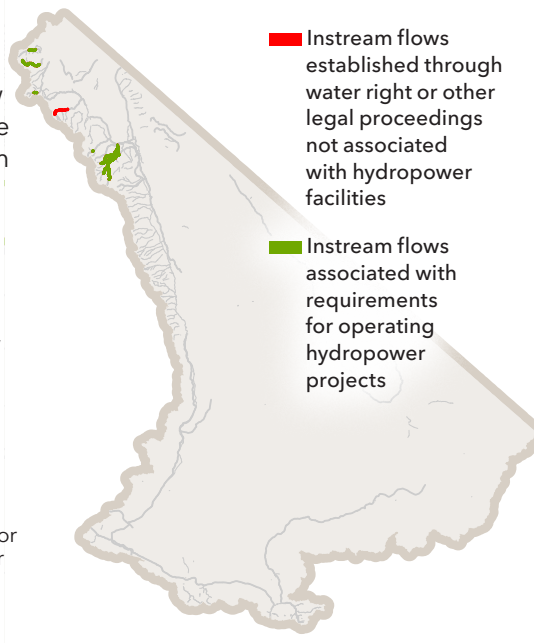 Instream flows
established through
water right or other
legal proceedings
not associated
with hydropower
facilities
Instream flows
associated with
requirements
for operating
hydropower
projects
or